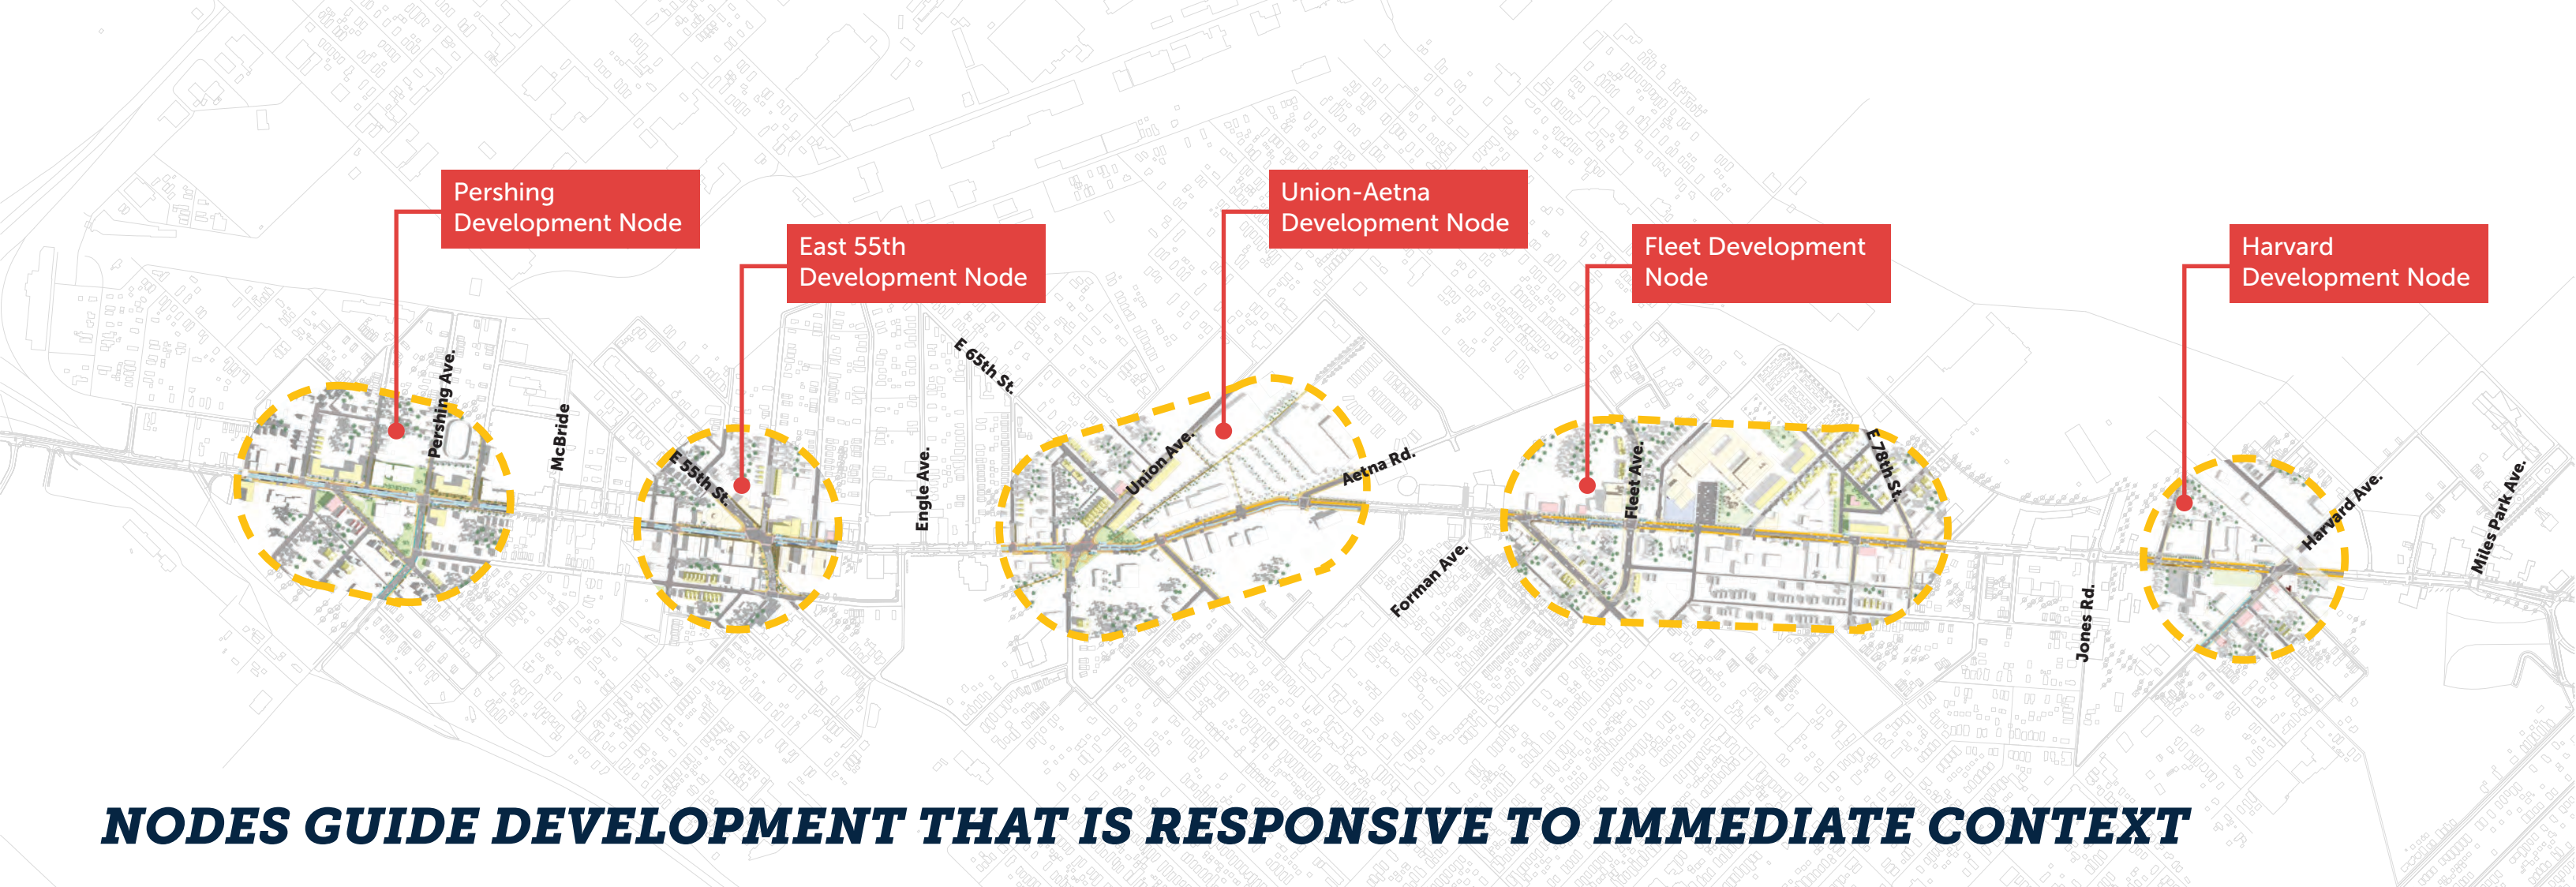 Pershing
Development Node
East 55th
Development Node
Union-Aetna
Development Node
Fleet Development
Node
Harvard
Development Node
Pershing Ave.
McBride
E 55th St.
Engle Ave.
E 65th St.
Union Ave.
Aetna Rd.
Forman Ave.
Fleet Ave.
E 78th St.
Jones Rd.
Harvard Ave.
Miles Park Ave.
NODES GUIDE DEVELOPMENT THAT IS RESPONSIVE TO IMMEDIATE CONTEXT